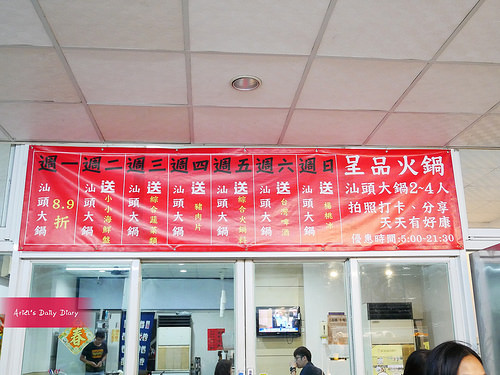 週一 週二 週三 週四 週五 週六 週日
汕頭大鍋 8.9折
汕頭大鍋 送小小海鮮盤
汕頭大鍋 送綜合蔬菜類
汕頭大鍋 送豬肉片
汕頭大鍋 送綜合火鍋料
汕頭大鍋 送台灣啤酒
汕頭大鍋 送楊桃冰
呈品火鍋
汕頭大鍋2~4人
拍照打卡、分享
天天有好康
優惠時間:5:00-21:30
Ariel's Daily Diary
春